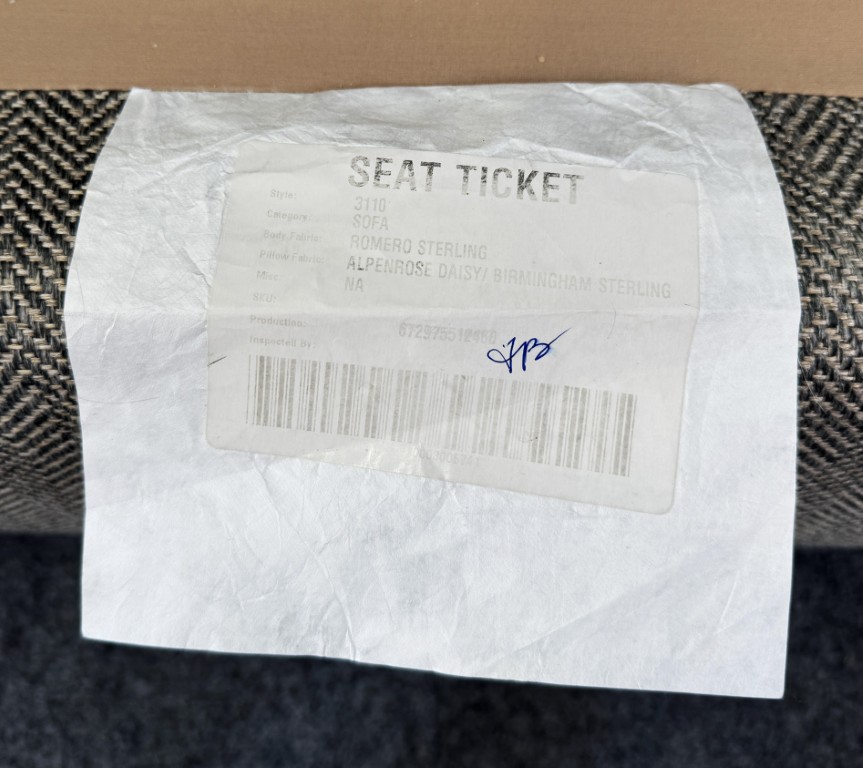 SEAT TICKET
Style: 3110
Category SOFA
Body Fabric: ROMERO STERLING
Pillow Fabric: ALPENROSE DAISY/ BIRMINGHAM STERLING
Misc NA
SKU:
Production:
Inspected By